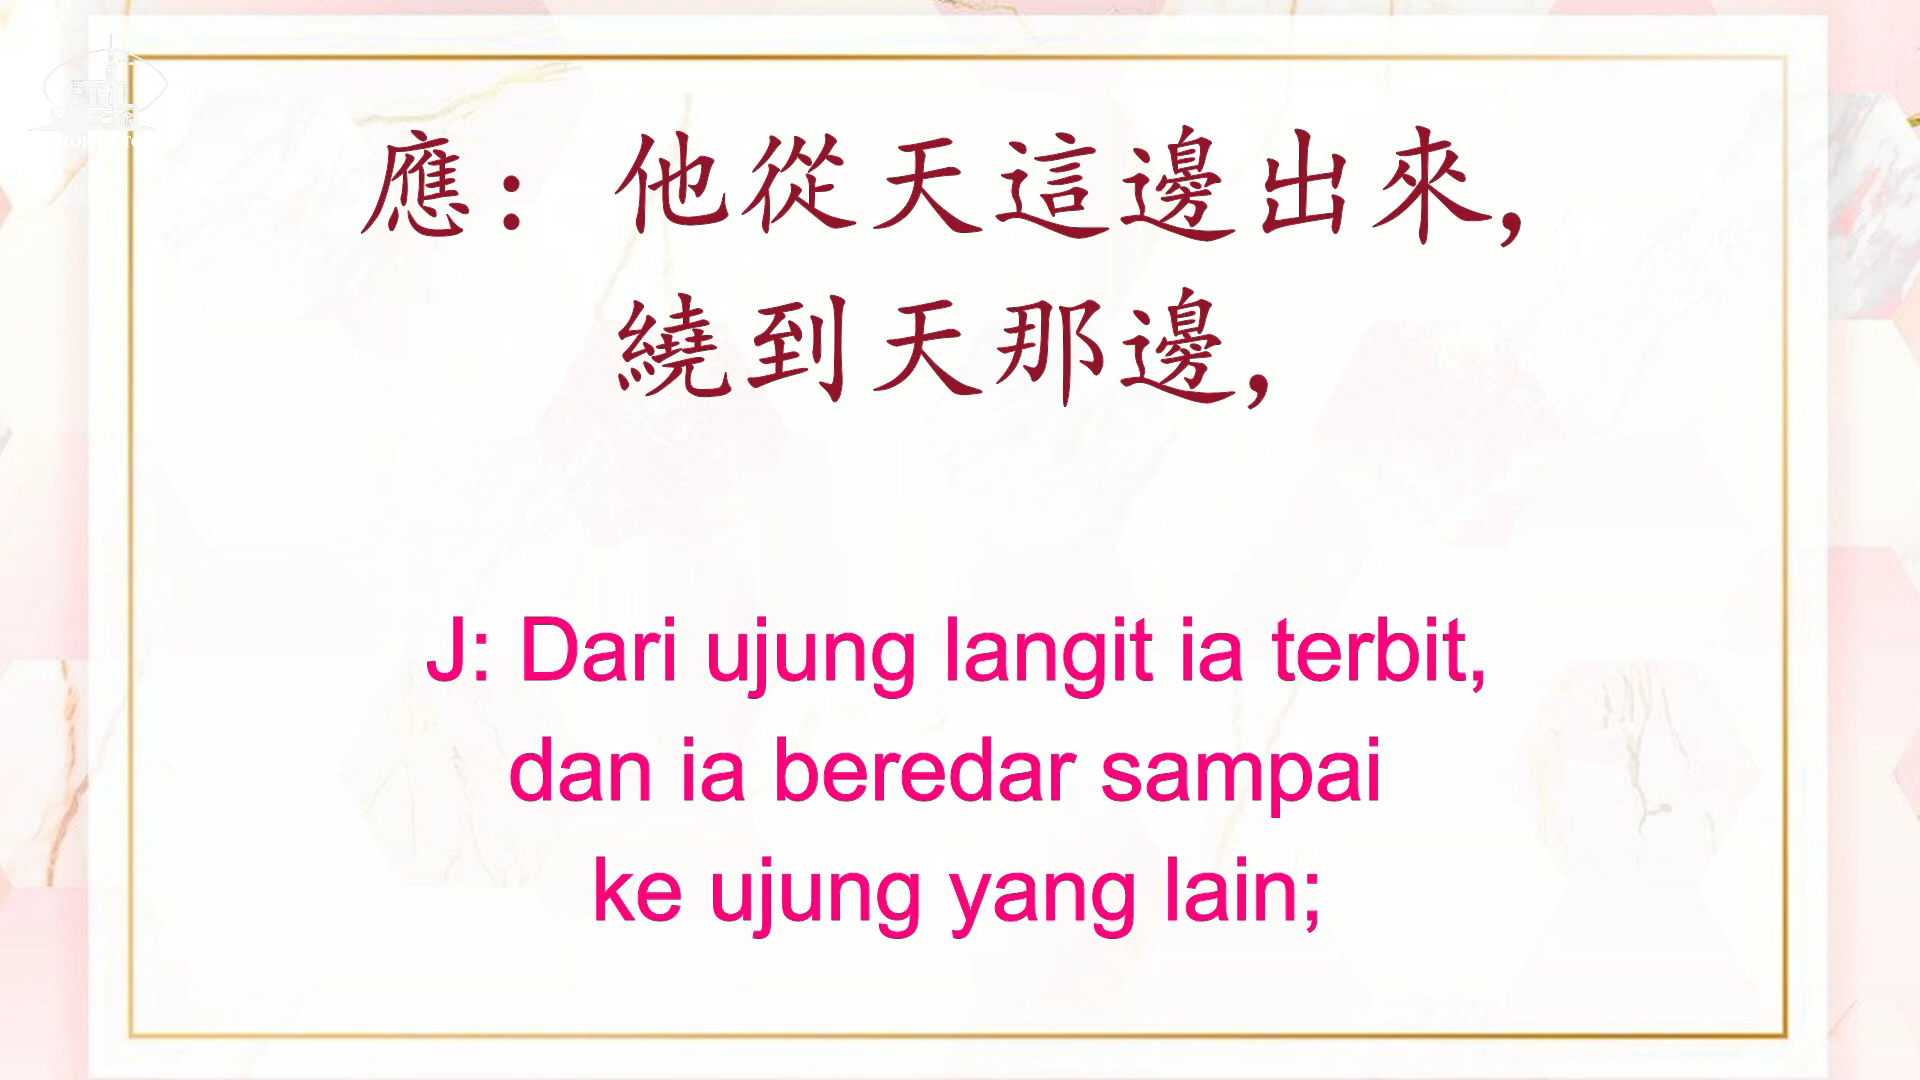 應：他從天這邊出來,
繞到天那邊,
J: Dari ujung langit ia terbit,
dan ia beredar sampai
ke ujung yang lain;